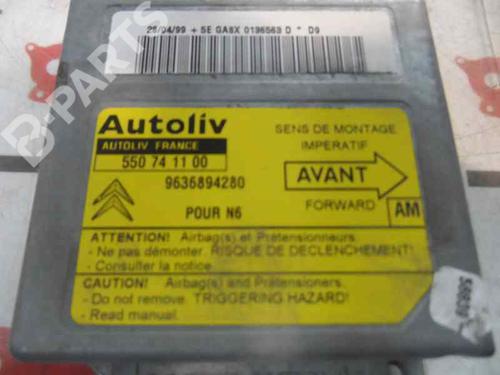 28/04/99 + 5E GA8X 0196563 D * D9
B-PARTS
Autoliv
AUTOLIV FRANCE
550 74 11 00
9636894280
POUR N6
SENS DE MONTAGE
IMPERATIF
AVANT
FORWARD
AM
ATTENTION! Airbag(s) et Prétensionneurs.
- Ne pas démonter. RISQUE DE DECLENCHEMENT!
- Consulter la notice.
CAUTION! Airbag(s) and Pretensioners.
- Do not remove. TRIGGERING HAZARD!
- Read manual.